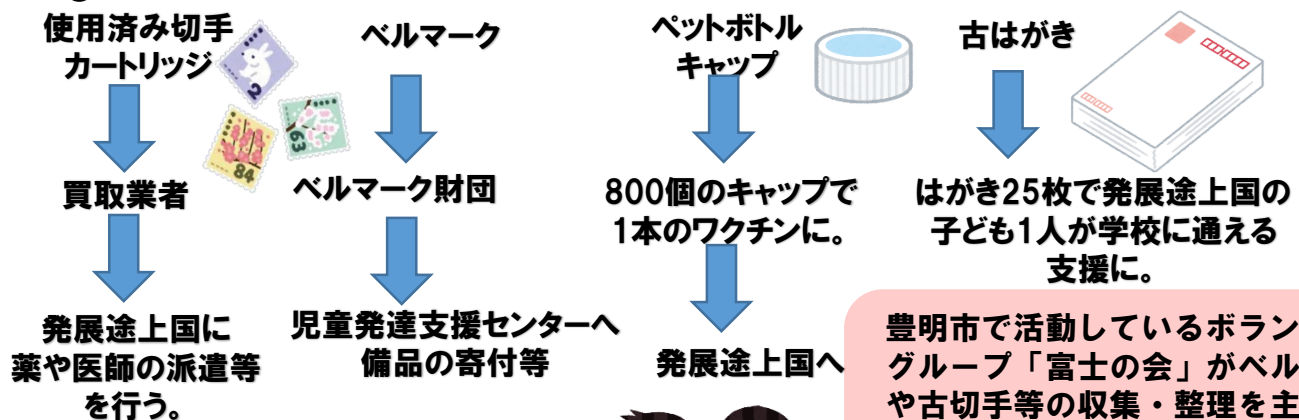 使用済み切手
カートリッジ
買取業者
発展途上国に
薬や医師の派遣等
を行う。
ベルマーク
ベルマーク財団
児童発達支援センターへ
備品の寄付等
ペットボトル
キャップ
800個のキャップで
1本のワクチンに。
発展途上国へ
古はがき
はがき25枚で発展途上国の
子ども1人が学校に通える
支援に。
豊明市で活動しているボラン
グループ「富士の会」がベル
や古切手等の収集・整理を主
2
63
84